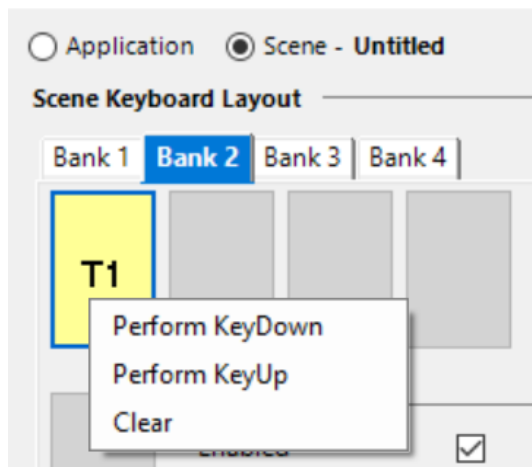 Application Scene - Untitled
Scene Keyboard Layout
Bank 1 Bank 2 Bank 3 Bank 4
T1
Perform KeyDown
Perform KeyUp
Clear
Enabled